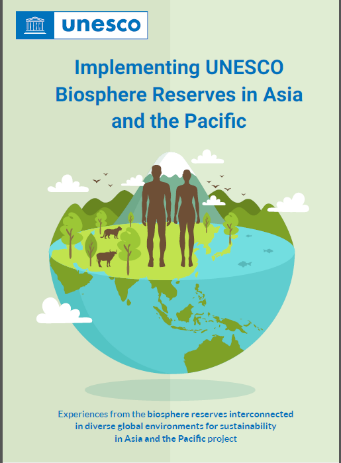 unesco
Implementing UNESCO
Biosphere Reserves in Asia
and the Pacific
Experiences from the biosphere reserves interconnected
in diverse global environments for sustainability
in Asia and the Pacific project